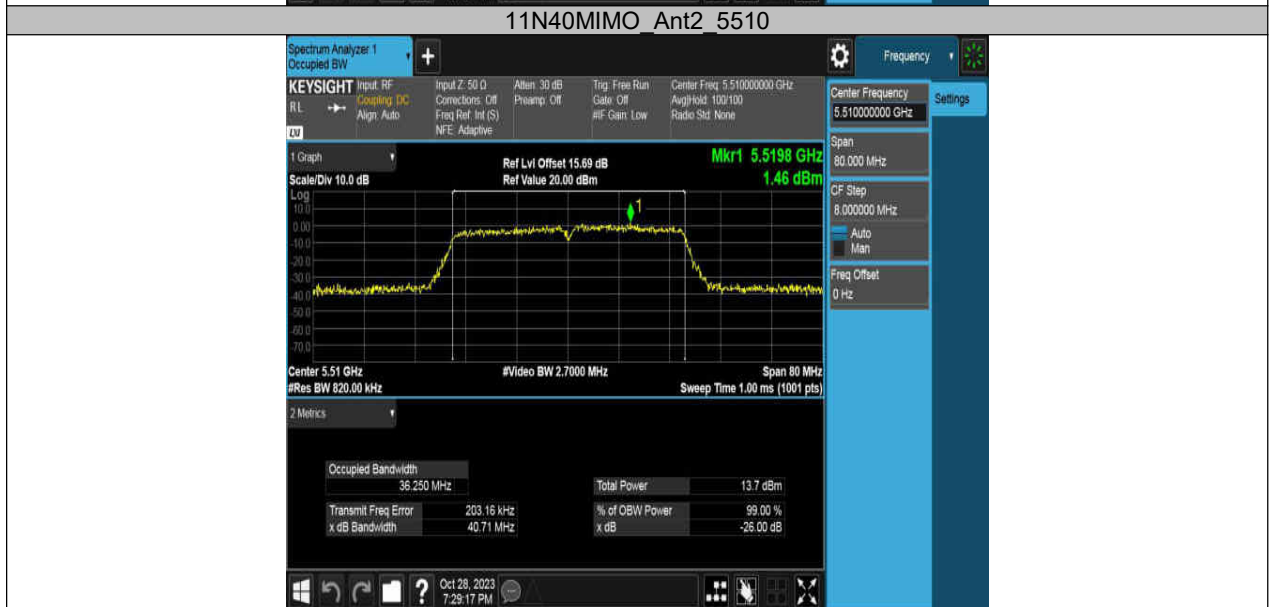 11N40MIMO_Ant2_5510
Spectrum Analyzer 1
Occupied BW
+
Frequency
KEYSIGHT
RL
LXI
Input: RF
Coupling: DC
Align: Auto
Input Z: 50 Ω
Corrections: Off
Freq Ref: Int (S)
NFE: Adaptive
Atten: 30 dB
Preamp: Off
Trig: Free Run
Gate: Off
#IF Gain: Low
Center Freq: 5.510000000 GHz
Avg|Hold: 100/100
Radio Std: None
Center Frequency
5.510000000 GHz
Settings
Span
80.000 MHz
CF Step
8.000000 MHz
Auto
Man
Freq Offset
0 Hz
1 Graph
Scale/Div 10.0 dB
Ref Lvl Offset 15.69 dB
Ref Value 20.00 dBm
Mkr1 5.5198 GHz
1.46 dBm
Log
10.0
0.00
-10.0
-20.0
-30.0
-40.0
-50.0
-60.0
-70.0
1
Center 5.51 GHz
#Video BW 2.7000 MHz
Span 80 MHz
#Res BW 820.00 kHz
Sweep Time 1.00 ms (1001 pts)
2 Metrics
Occupied Bandwidth
36.250 MHz
Total Power 13.7 dBm
Transmit Freq Error 203.16 kHz
% of OBW Power 99.00 %
x dB Bandwidth 40.71 MHz
x dB -26.00 dB
?
Oct 28, 2023
7:29:17 PM